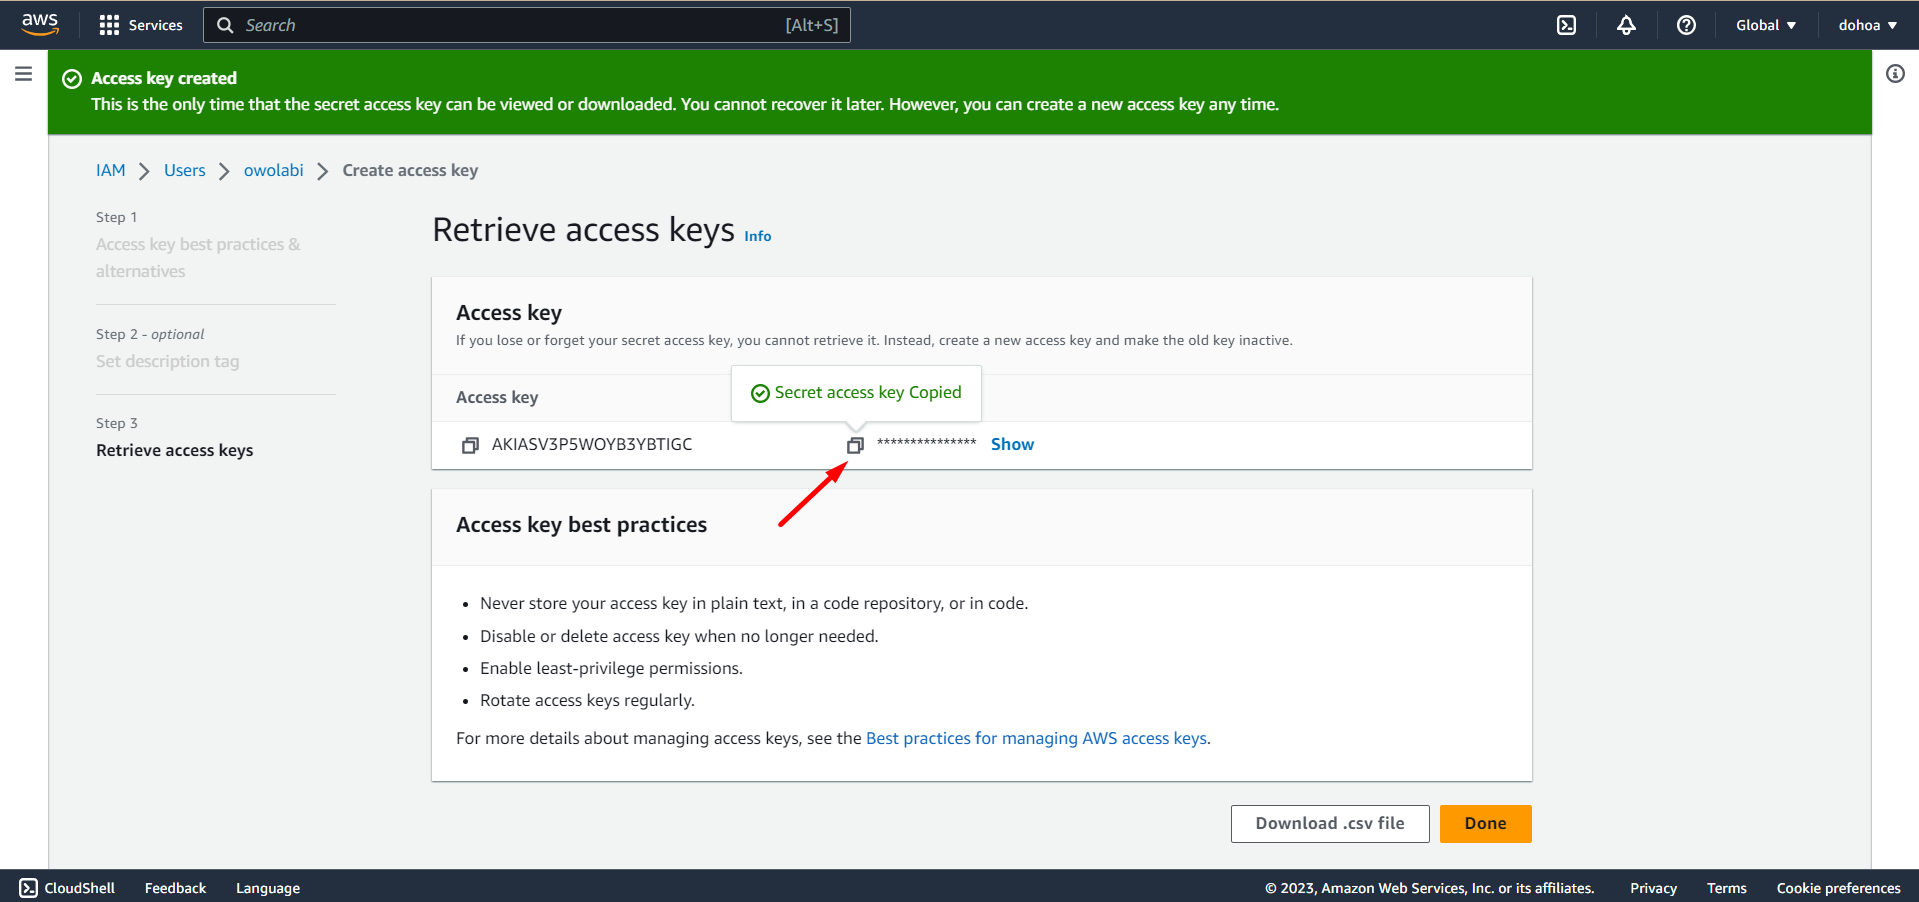 aws
Services
Search
[Alt+S]
Global
dohoa
Access key created
This is the only time that the secret access key can be viewed or downloaded. You cannot recover it later. However, you can create a new access key any time.
IAM
Users
owolabi
Create access key
Step 1
Access key best practices &
alternatives
Step 2 - optional
Set description tag
Step 3
Retrieve access keys
Retrieve access keys Info
Access key
If you lose or forget your secret access key, you cannot retrieve it. Instead, create a new access key and make the old key inactive.
Access key
Secret access key Copied
AKIASV3P5WOYB3YBTIGC
*************** Show
Access key best practices
• Never store your access key in plain text, in a code repository, or in code.
• Disable or delete access key when no longer needed.
• Enable least-privilege permissions.
• Rotate access keys regularly.
For more details about managing access keys, see the Best practices for managing AWS access keys.
Download .csv file
Done
CloudShell
Feedback
Language
© 2023, Amazon Web Services, Inc. or its affiliates.
Privacy
Terms
Cookie preferences